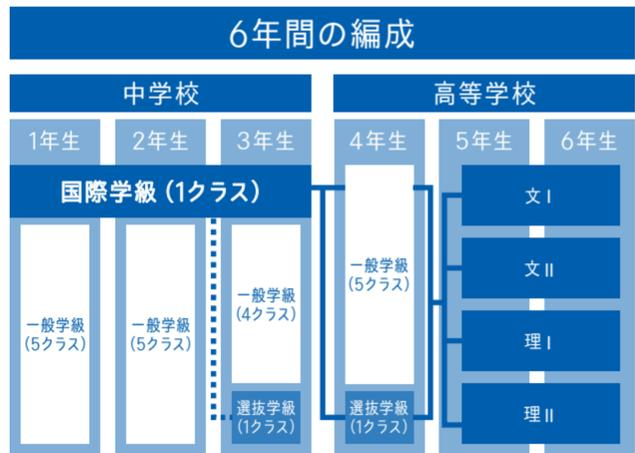 6年間の編成
中学校
高等学校
1年生
2年生
3年生
4年生
5年生
6年生
国際学級(1クラス)
一般学級
(5クラス)
一般学級
(5クラス)
一般学級
(4クラス)
選抜学級
(1クラス)
一般学級
(5クラス)
選抜学級
(1クラス)
文I
文II
理I
理II